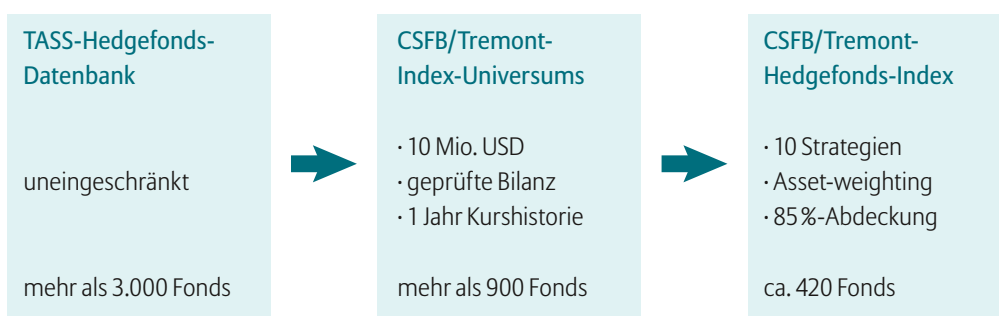 TASS-Hedgefonds-
Datenbank
uneingeschränkt
mehr als 3.000 Fonds
CSFB/Tremont-
Index-Universums
· 10 Mio. USD
· geprüfte Bilanz
· 1 Jahr Kurshistorie
mehr als 900 Fonds
CSFB/Tremont-
Hedgefonds-Index
· 10 Strategien
· Asset-weighting
· 85 %-Abdeckung
ca. 420 Fonds